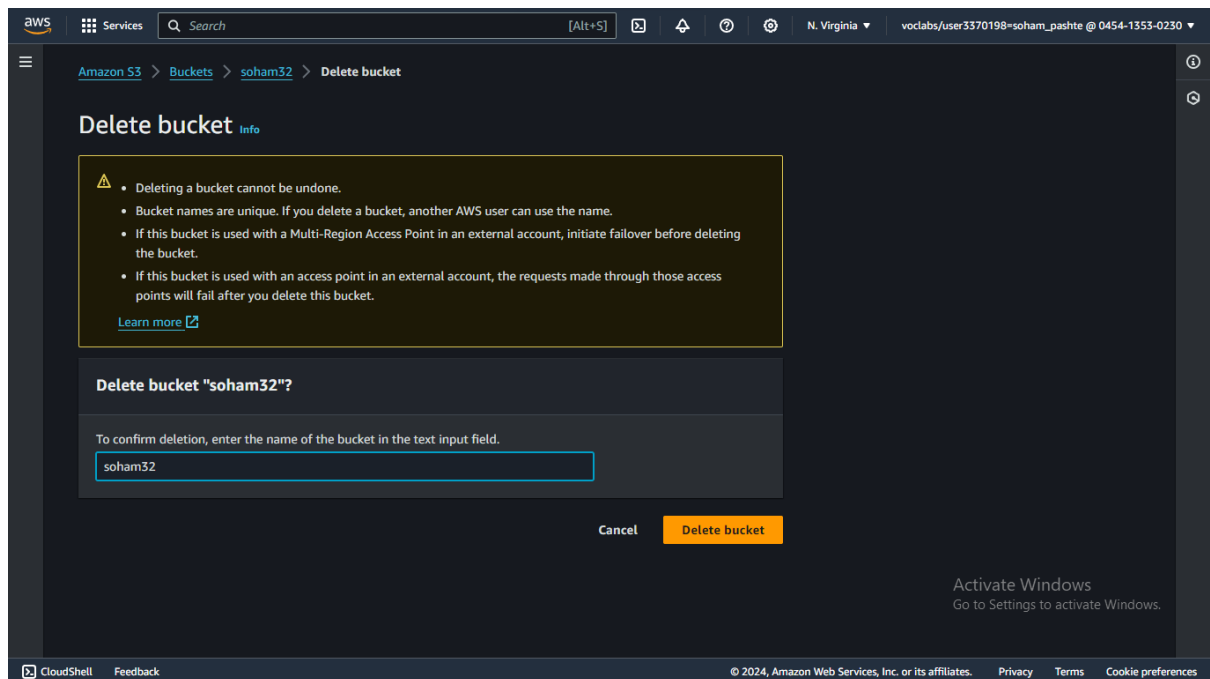 aws Services Search [Alt+S] N. Virginia ▼ voclabs/user3370198=soham_pashte @ 0454-1353-0230 ▼
Amazon S3 > Buckets > soham32 > Delete bucket
Delete bucket Info
• Deleting a bucket cannot be undone.
• Bucket names are unique. If you delete a bucket, another AWS user can use the name.
• If this bucket is used with a Multi-Region Access Point in an external account, initiate failover before deleting
the bucket.
• If this bucket is used with an access point in an external account, the requests made through those access
points will fail after you delete this bucket.
Learn more
Delete bucket "soham32"?
To confirm deletion, enter the name of the bucket in the text input field.
soham32
Cancel Delete bucket
Activate Windows
Go to Settings to activate Windows.
CloudShell Feedback © 2024, Amazon Web Services, Inc. or its affiliates. Privacy Terms Cookie preferences